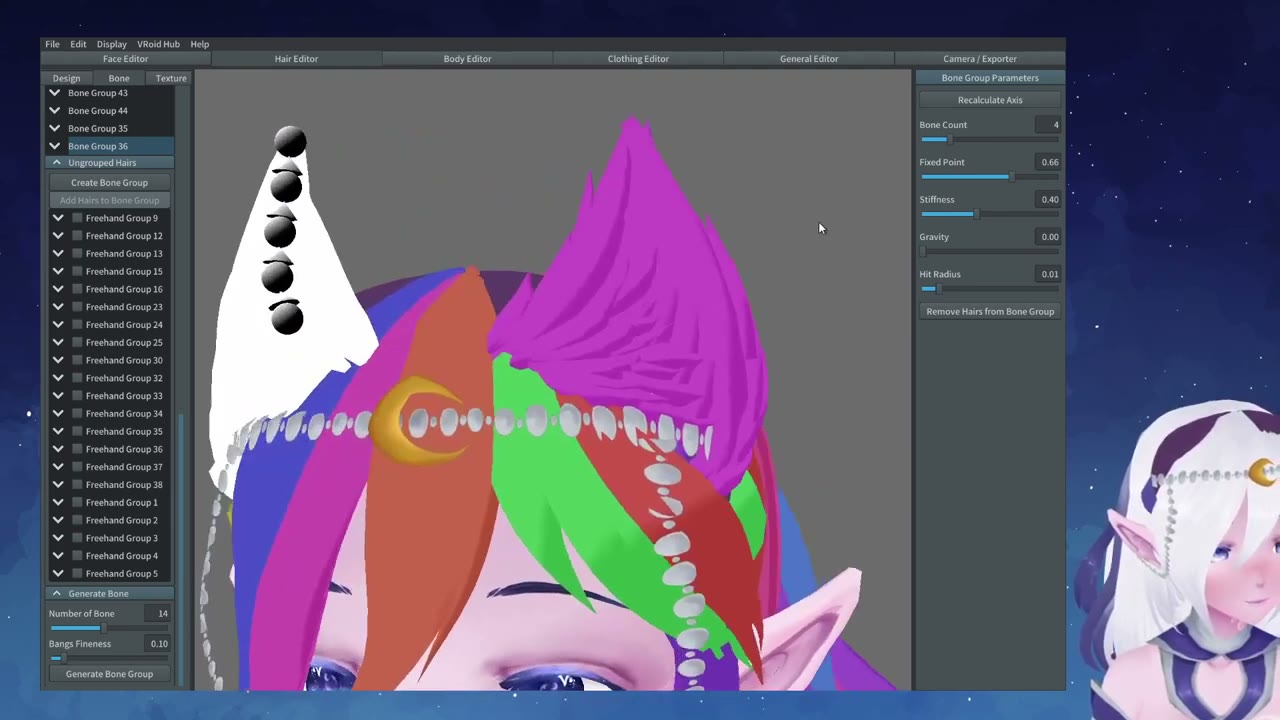 File Edit Display VRoid Hub Help
Face Editor Hair Editor Body Editor Clothing Editor General Editor Camera / Exporter
Design Bone Texture
Bone Group 43
Bone Group 44
Bone Group 35
Bone Group 36
Ungrouped Hairs
Create Bone Group
Add Hairs to Bone Group
Freehand Group 9
Freehand Group 12
Freehand Group 13
Freehand Group 15
Freehand Group 16
Freehand Group 23
Freehand Group 24
Freehand Group 25
Freehand Group 30
Freehand Group 32
Freehand Group 33
Freehand Group 34
Freehand Group 35
Freehand Group 36
Freehand Group 37
Freehand Group 38
Freehand Group 1
Freehand Group 2
Freehand Group 3
Freehand Group 4
Freehand Group 5
Generate Bone
Number of Bone 14
Bangs Fineness 0.10
Generate Bone Group
Bone Group Parameters
Recalculate Axis
Bone Count 4
Fixed Point 0.66
Stiffness 0.40
Gravity 0.00
Hit Radius 0.01
Remove Hairs from Bone Group